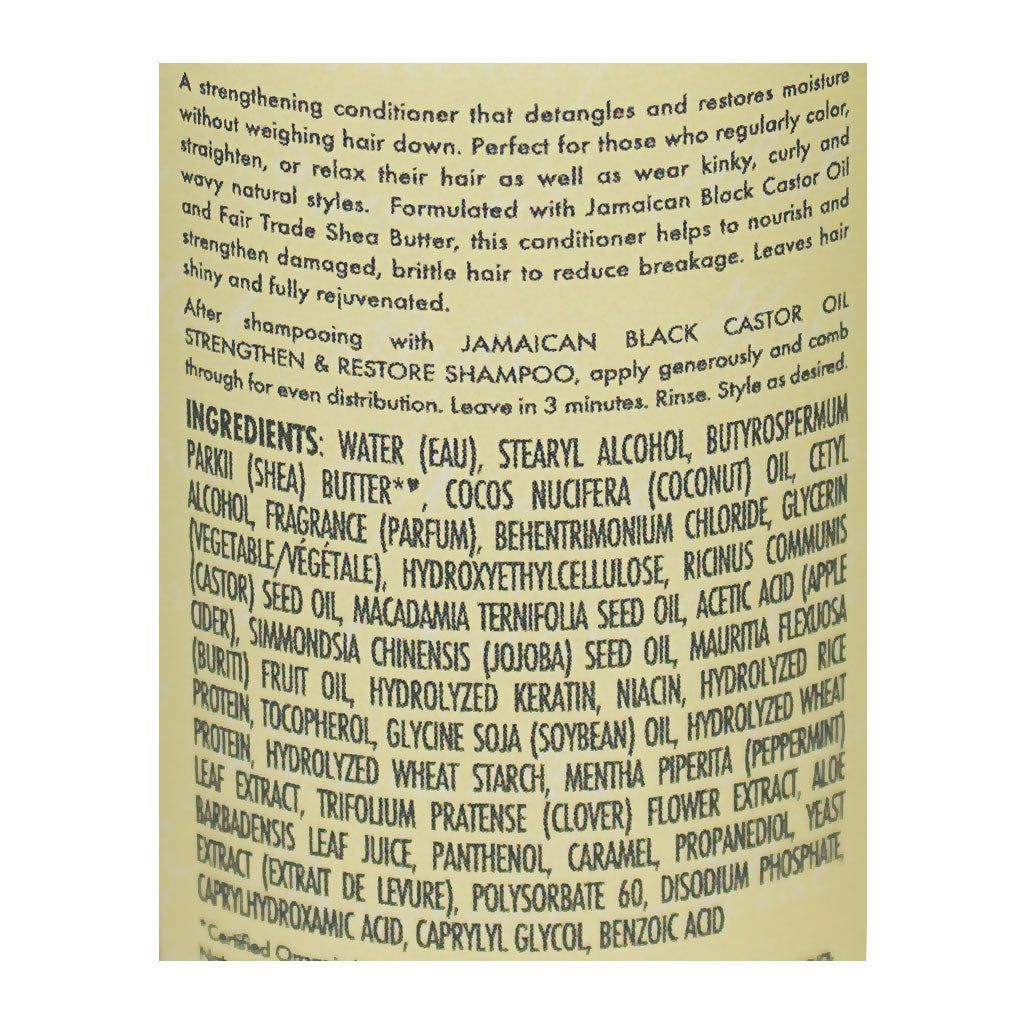 A strengthening conditioner that detangles and restores moisture
without weighing hair down. Perfect for those who regularly color,
straighten, or relax their hair as well as wear kinky, curly and
wavy natural styles. Formulated with Jamaican Black Castor Oil
and Fair Trade Shea Butter, this conditioner helps to nourish and
strengthen damaged, brittle hair to reduce breakage. Leaves hair
shiny and fully rejuvenated.
After shampooing with JAMAICAN BLACK CASTOR OIL
STRENGTHEN & RESTORE SHAMPOO, apply generously and comb
through for even distribution. Leave in 3 minutes. Rinse. Style as desired.
INGREDIENTS: WATER (EAU), STEARYL ALCOHOL, BUTYROSPERMUM
PARKII (SHEA) BUTTER*♥, COCOS NUCIFERA (COCONUT) OIL, CETYL
ALCOHOL, FRAGRANCE (PARFUM), BEHENTRIMONIUM CHLORIDE, GLYCERIN
(VEGETABLE/VÉGÉTALE), HYDROXYETHYLCELLULOSE, RICINUS COMMUNIS
(CASTOR) SEED OIL, MACADAMIA TERNIFOLIA SEED OIL, ACETIC ACID (APPLE
CIDER), SIMMONDSIA CHINENSIS (JOJOBA) SEED OIL, MAURITIA FLEXUOSA
(BURITI) FRUIT OIL, HYDROLYZED KERATIN, NIACIN, HYDROLYZED RICE
PROTEIN, TOCOPHEROL, GLYCINE SOJA (SOYBEAN) OIL, HYDROLYZED WHEAT
PROTEIN, HYDROLYZED WHEAT STARCH, MENTHA PIPERITA (PEPPERMINT)
LEAF EXTRACT, TRIFOLIUM PRATENSE (CLOVER) FLOWER EXTRACT, ALOE
BARBADENSIS LEAF JUICE, PANTHENOL, CARAMEL, PROPANEDIOL, YEAST
EXTRACT (EXTRAIT DE LEVURE), POLYSORBATE 60, DISODIUM PHOSPHATE,
CAPRYLHYDROXAMIC ACID, CAPRYLYL GLYCOL, BENZOIC ACID
*Certified